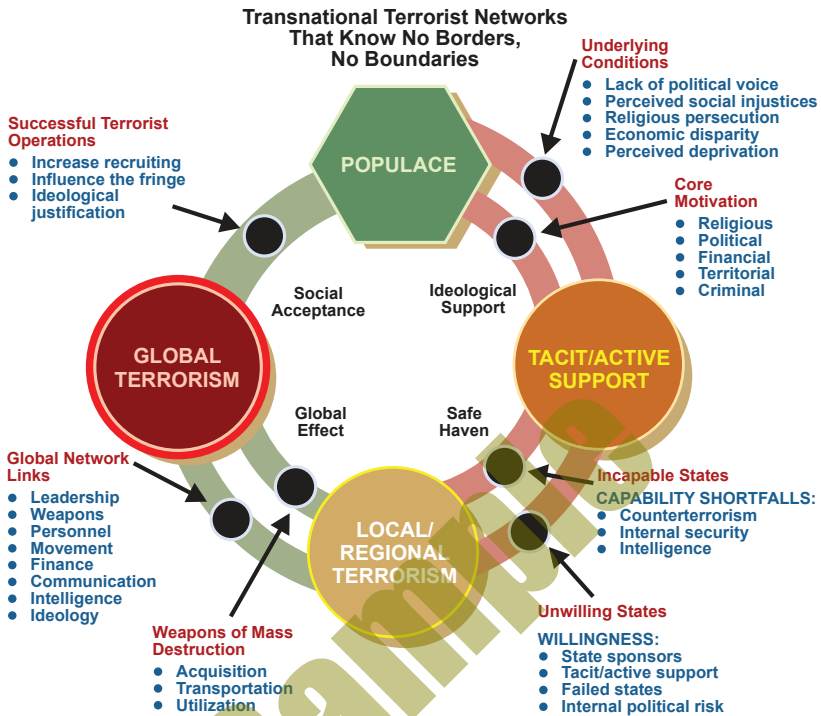 Transnational Terrorist Networks
That Know No Borders,
No Boundaries
Underlying
Conditions
● Lack of political voice
● Perceived social injustices
● Religious persecution
● Economic disparity
● Perceived deprivation
Successful Terrorist
Operations
● Increase recruiting
● Influence the fringe
● Ideological
justification
POPULACE
Core
Motivation
● Religious
● Political
● Financial
● Territorial
● Criminal
Social
Acceptance
Ideological
Support
GLOBAL
TERRORISM
TACIT/ACTIVE
SUPPORT
Global
Effect
Safe
Haven
Global Network
Links
● Leadership
● Weapons
● Personnel
● Movement
● Finance
● Communication
● Intelligence
● Ideology
LOCAL/
REGIONAL
TERRORISM
Incapable States
CAPABILITY SHORTFALLS:
● Counterterrorism
● Internal security
● Intelligence
Weapons of Mass
Destruction
● Acquisition
● Transportation
● Utilization
Unwilling States
WILLINGNESS:
● State sponsors
● Tacit/active support
● Failed states
● Internal political risk